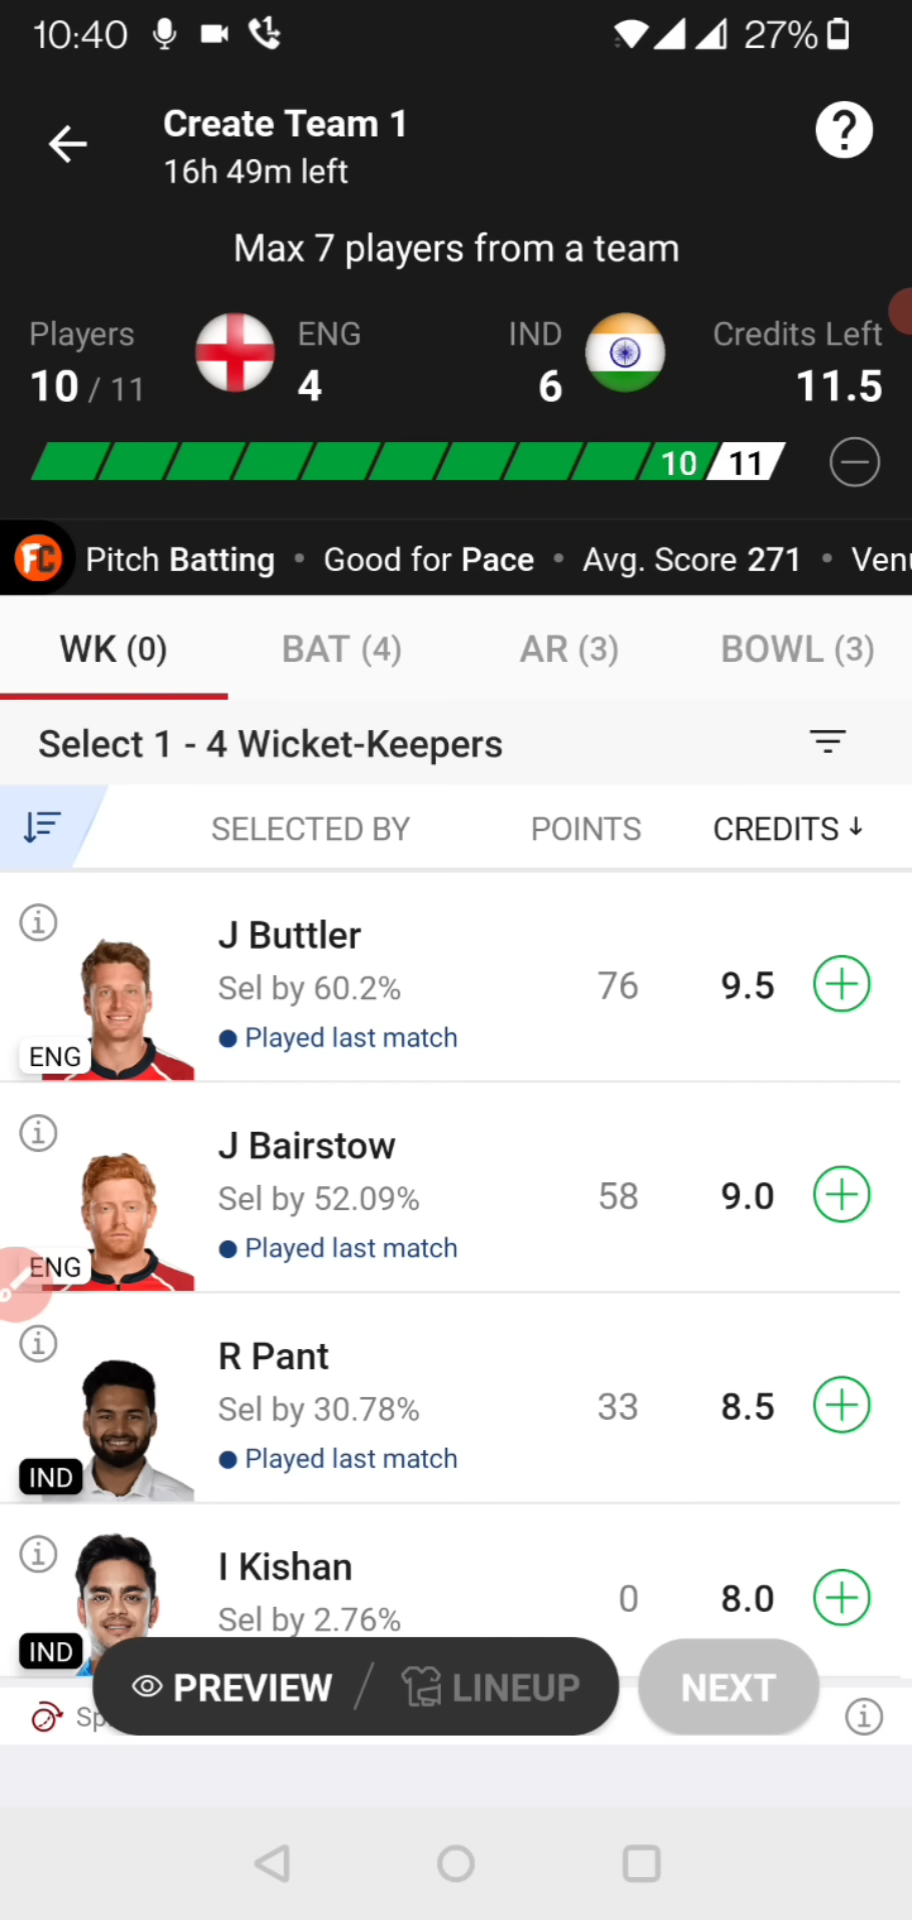 10:40 27%
Create Team 1
16h 49m left
Max 7 players from a team
Players ENG IND Credits Left
10 / 11 4 6 11.5
10 11
FC Pitch Batting • Good for Pace • Avg. Score 271 •
WK (0) BAT (4) AR (3) BOWL (3)
Select 1 - 4 Wicket-Keepers
SELECTED BY POINTS CREDITS ↓
J Buttler
Sel by 60.2% 76 9.5
Played last match
ENG
J Bairstow
Sel by 52.09% 58 9.0
Played last match
ENG
R Pant
Sel by 30.78% 33 8.5
Played last match
IND
I Kishan
Sel by 2.76% 0 8.0
IND
PREVIEW / LINEUP NEXT